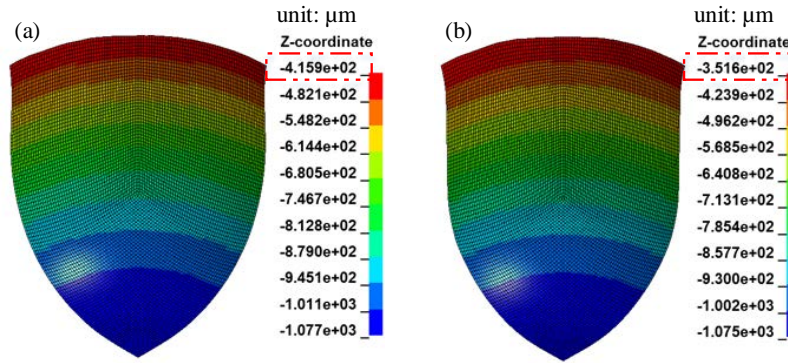 (a)
unit: μm
Z-coordinate
-4.159e+02
-4.821e+02
-5.482e+02
-6.144e+02
-6.805e+02
-7.467e+02
-8.128e+02
-8.790e+02
-9.451e+02
-1.011e+03
-1.077e+03
(b)
unit: μm
Z-coordinate
-3.516e+02
-4.239e+02
-4.962e+02
-5.685e+02
-6.408e+02
-7.131e+02
-7.854e+02
-8.577e+02
-9.300e+02
-1.002e+03
-1.075e+03